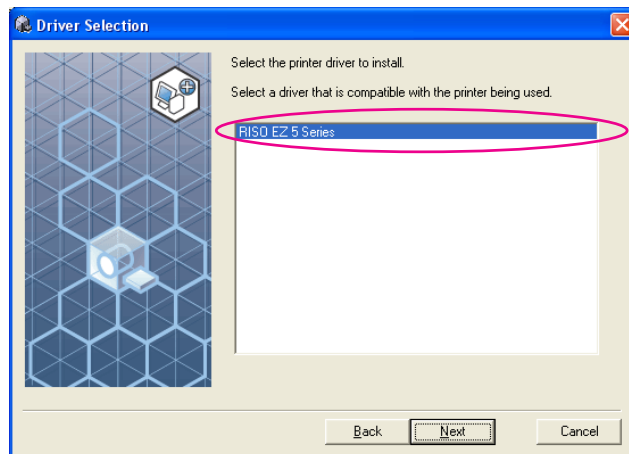 Driver Selection
Select the printer driver to install.
Select a driver that is compatible with the printer being used.
RISO EZ 5 Series
Back Next Cancel